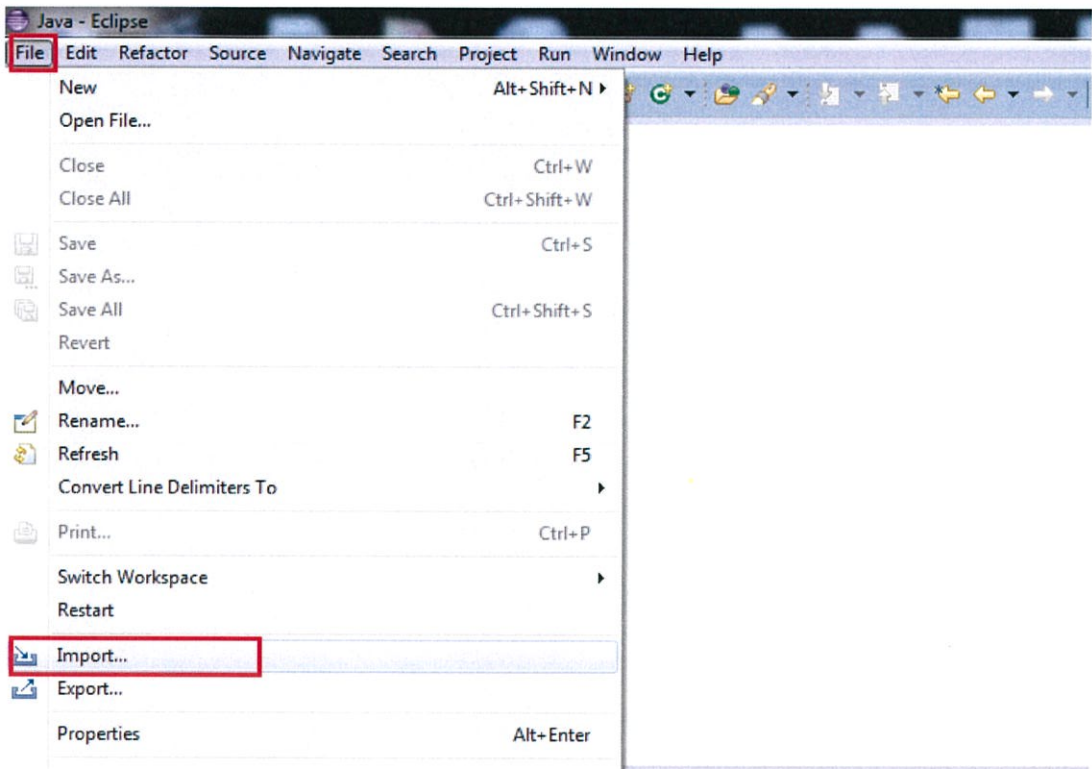 Java - Eclipse
File Edit Refactor Source Navigate Search Project Run Window Help
New Alt+Shift+N
Open File...
Close Ctrl+W
Close All Ctrl+Shift+W
Save Ctrl+S
Save As...
Save All Ctrl+Shift+S
Revert
Move...
Rename... F2
Refresh F5
Convert Line Delimiters To
Print... Ctrl+P
Switch Workspace
Restart
Import...
Export...
Properties Alt+Enter